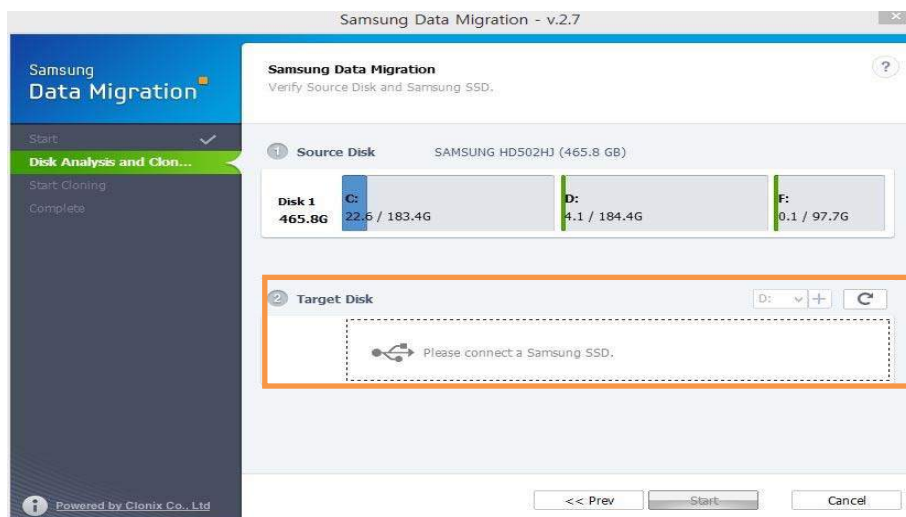 Samsung Data Migration - v.2.7
Samsung
Data Migration
Samsung Data Migration
Verify Source Disk and Samsung SSD.
?
Start
Disk Analysis and Clon...
Start Cloning
Complete
1 Source Disk SAMSUNG HD502HJ (465.8 GB)
Disk 1
465.8G
C:
22.6 / 183.4G
D:
4.1 / 184.4G
F:
0.1 / 97.7G
2 Target Disk
D:
Please connect a Samsung SSD.
Powered by Clonix Co., Ltd
<< Prev
Start
Cancel